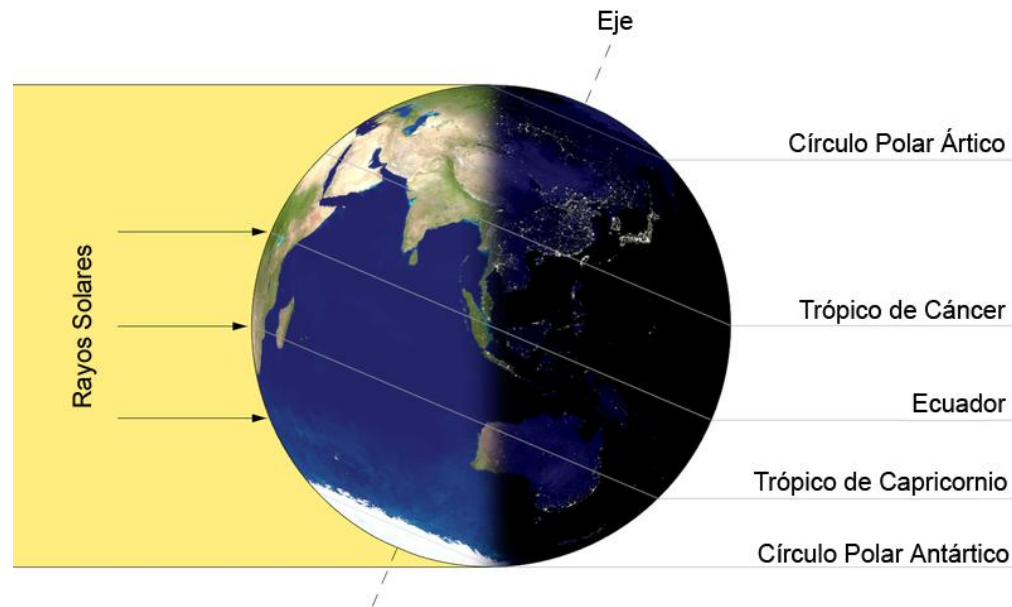 Eje
Círculo Polar Ártico
Rayos Solares
Trópico de Cáncer
Ecuador
Trópico de Capricornio
Círculo Polar Antártico